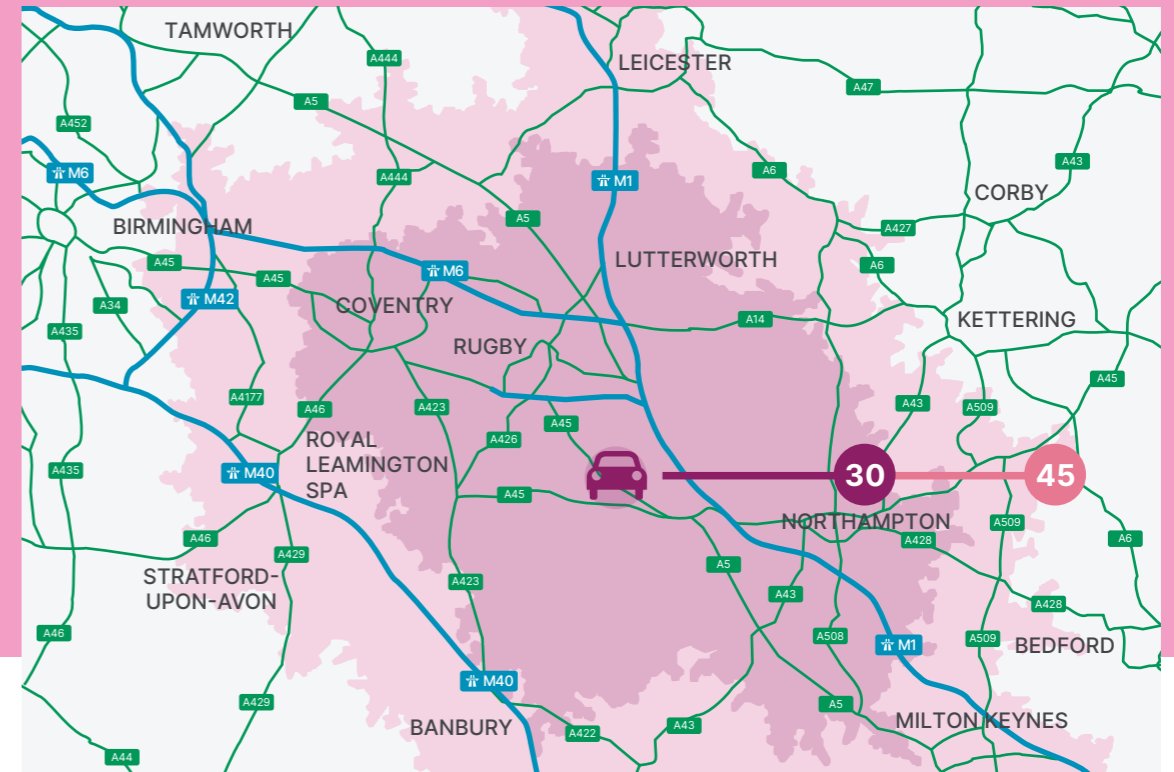 TAMWORTH
A444
LEICESTER
A47
A5
A452
A6
A43
M6
A444
M1
CORBY
A5
BIRMINGHAM
A427
A45
A45
M6
LUTTERWORTH
A6
A34
M42
COVENTRY
A14
KETTERING
A435
RUGBY
A45
A4177
A46
A423
A43
A509
A426
A45
ROYAL
LEAMINGTON
SPA
A435
M40
30
45
A45
NORTHAMPTON
A509
A46
A428
A6
A429
A5
STRATFORD-
UPON-AVON
A423
A43
A428
A46
A508
M1
A509
BEDFORD
M40
A429
A5
BANBURY
A422
A43
MILTON KEYNES
A44